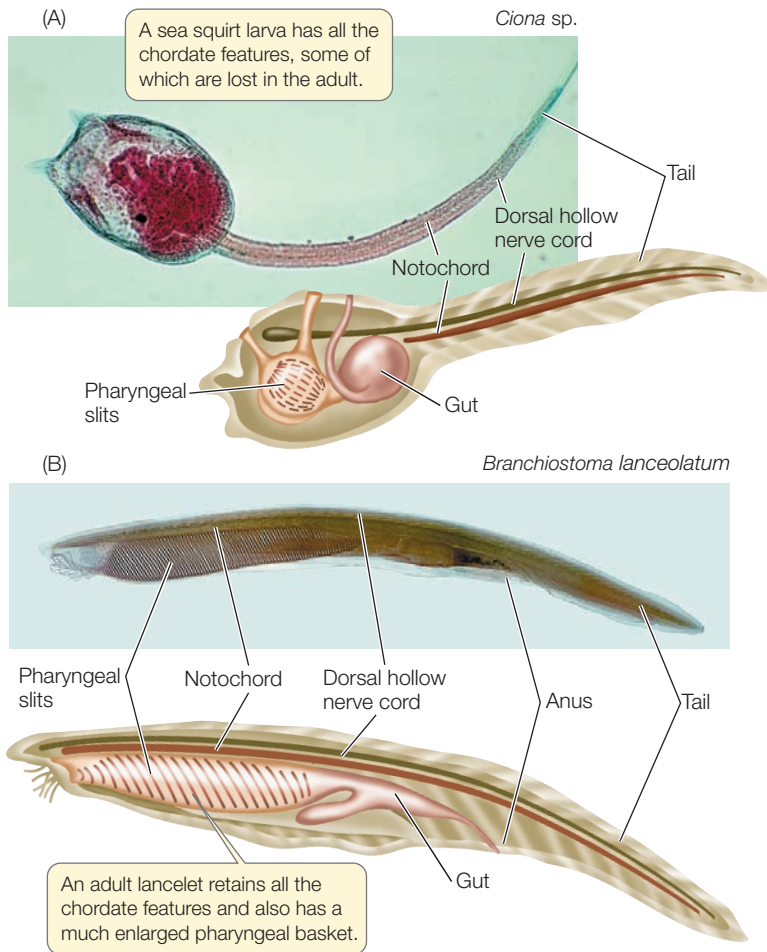 (A)
Ciona sp.
A sea squirt larva has all the
chordate features, some of
which are lost in the adult.
Tail
Dorsal hollow
nerve cord
Notochord
Pharyngeal
slits
Gut
(B)
Branchiostoma lanceolatum
Pharyngeal
slits
Notochord
Dorsal hollow
nerve cord
Anus
Tail
Gut
An adult lancelet retains all the
chordate features and also has a
much enlarged pharyngeal basket.